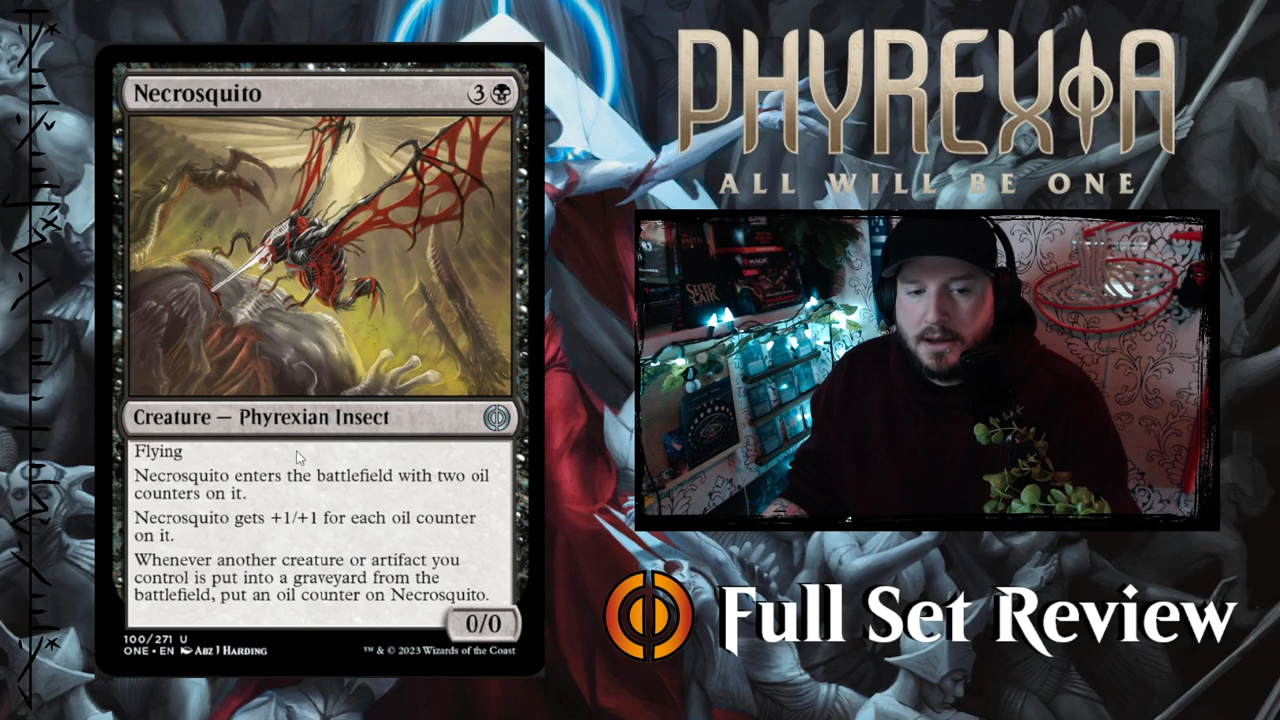 Necrosquito 3
Creature — Phyrexian Insect
Flying
Necrosquito enters the battlefield with two oil
counters on it.
Necrosquito gets +1/+1 for each oil counter
on it.
Whenever another creature or artifact you
control is put into a graveyard from the
battlefield, put an oil counter on Necrosquito.
0/0
100/271 U
ONE • EN Abz J Harding
™ & © 2023 Wizards of the Coast
PHYREXIA
ALL WILL BE ONE
SECRET
LAIR
Full Set Review